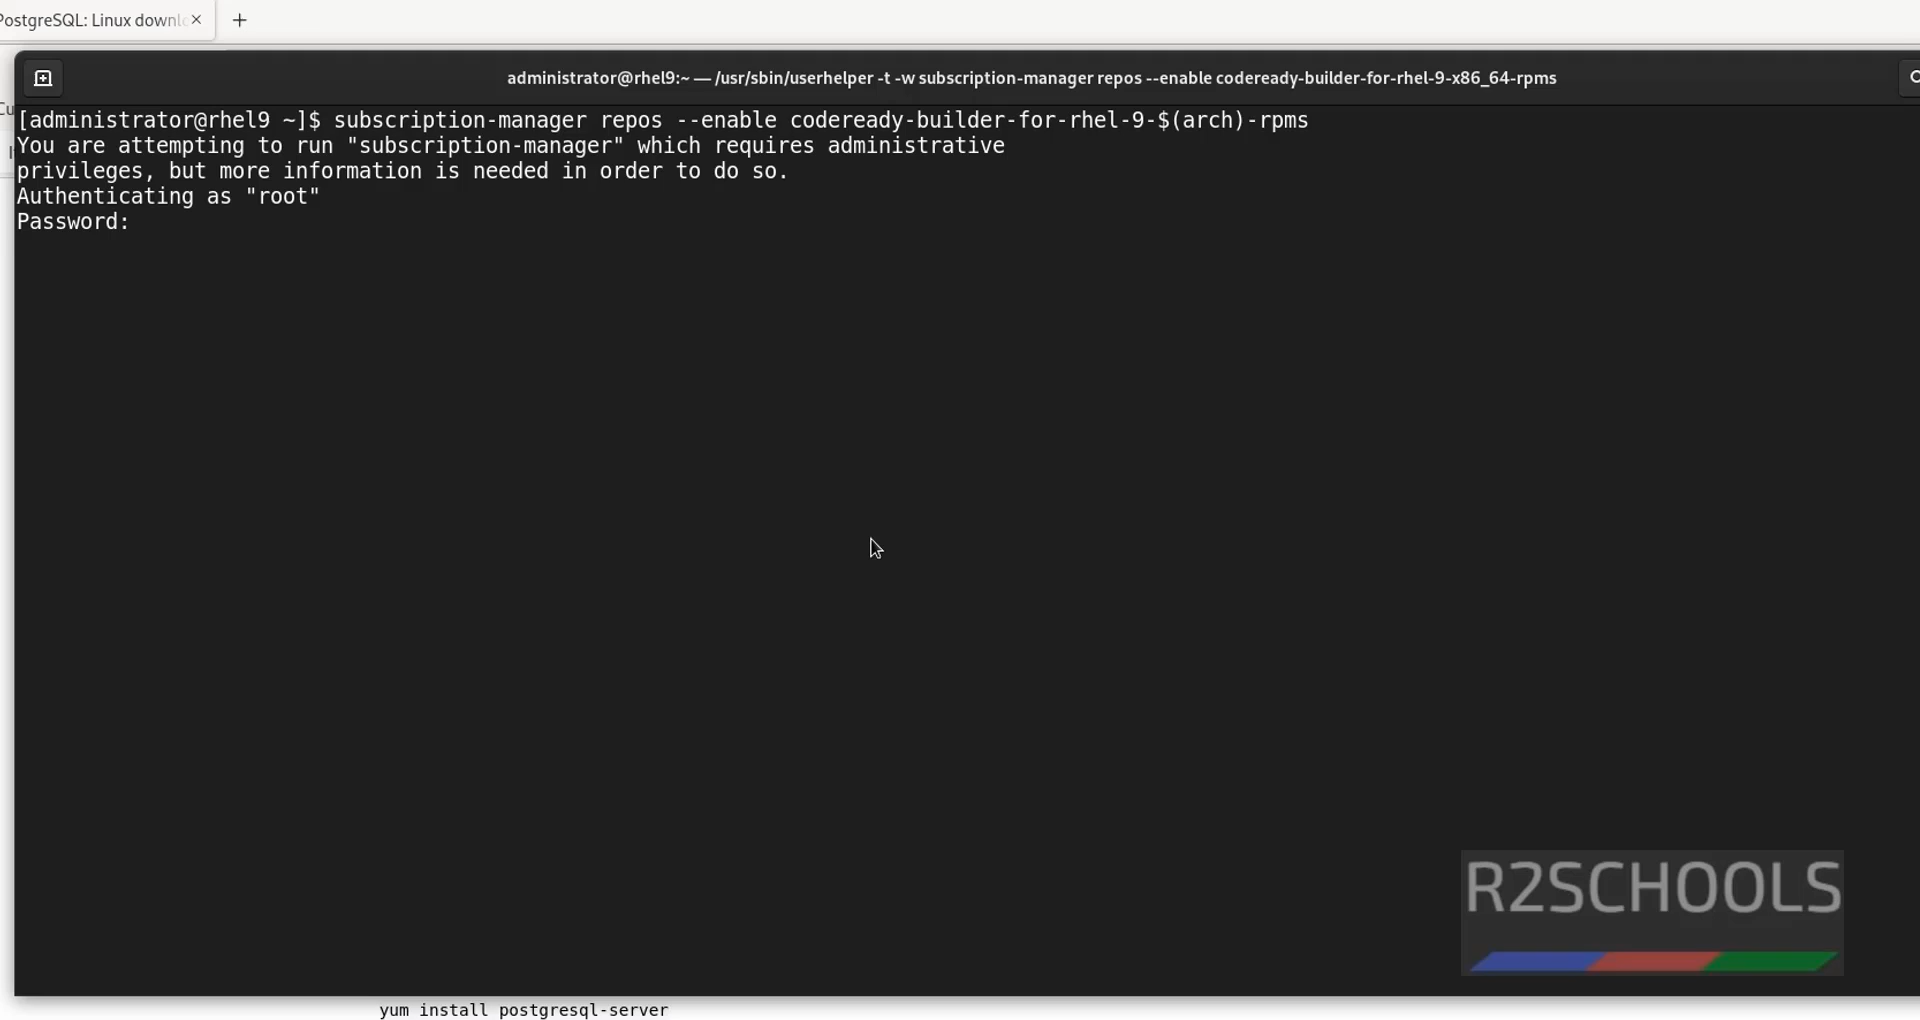 PostgreSQL: Linux downl
administrator@rhel9:~ — /usr/sbin/userhelper -t -w subscription-manager repos --enable codeready-builder-for-rhel-9-x86_64-rpms
[administrator@rhel9 ~]$ subscription-manager repos --enable codeready-builder-for-rhel-9-$(arch)-rpms
You are attempting to run "subscription-manager" which requires administrative
privileges, but more information is needed in order to do so.
Authenticating as "root"
Password:
R2SCHOOLS
yum install postgresql-server